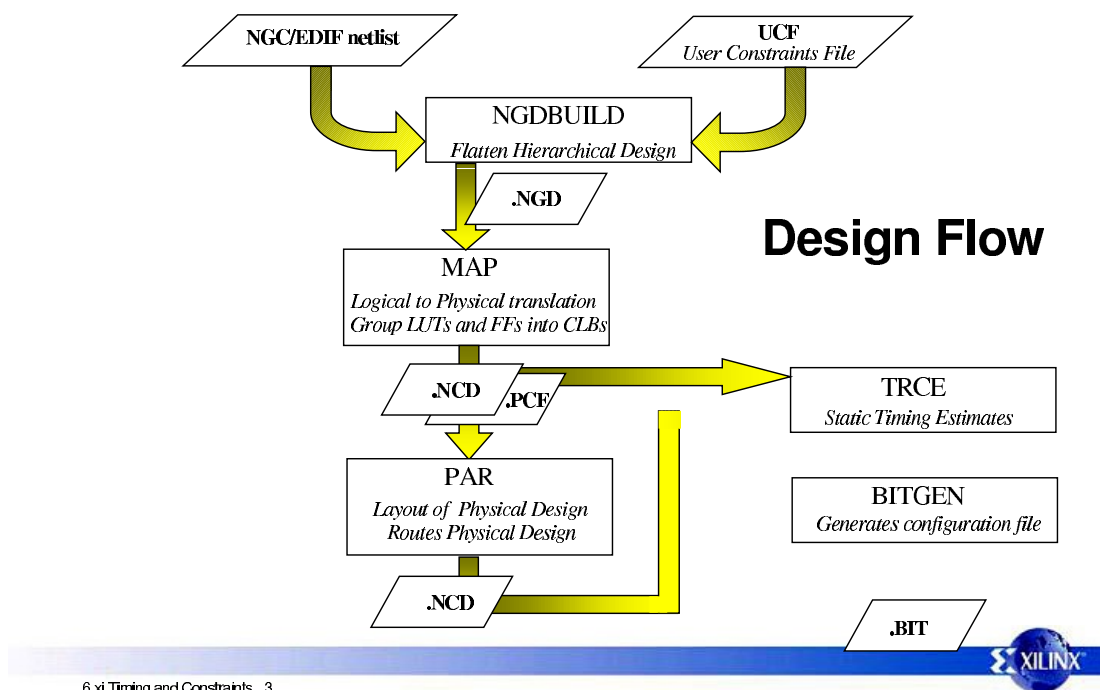 NGC/EDIF netlist
UCF
User Constraints File
NGDBUILD
Flatten Hierarchical Design
.NGD
Design Flow
MAP
Logical to Physical translation
Group LUTs and FFs into CLBs
.NCD
.PCF
TRCE
Static Timing Estimates
PAR
Layout of Physical Design
Routes Physical Design
BITGEN
Generates configuration file
.NCD
.BIT
XILINX
6.xi Timing and Constraints 3